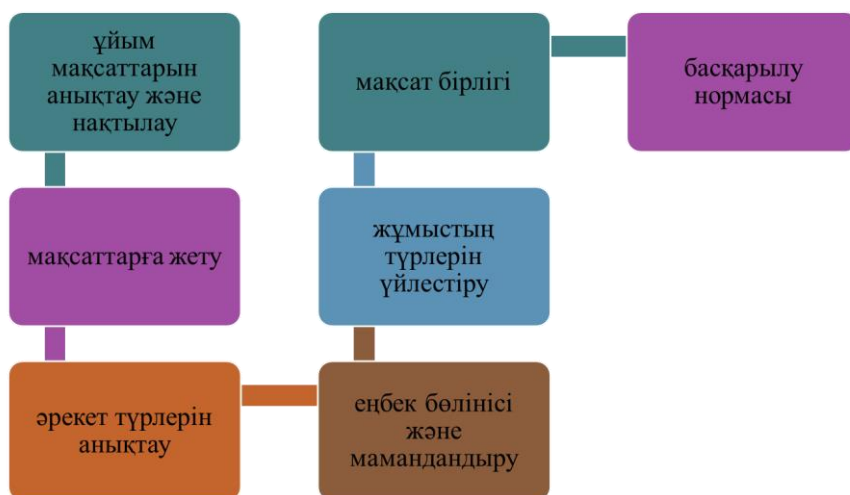 ұйым
мақсаттарын
анықтау және
нақтылау
мақсаттарға жету
әрекет түрлерін
анықтау
еңбек бөлінісі
және
мамандандыру
жұмыстың
түрлерін
үйлестіру
мақсат бірлігі
басқарылу
нормасы